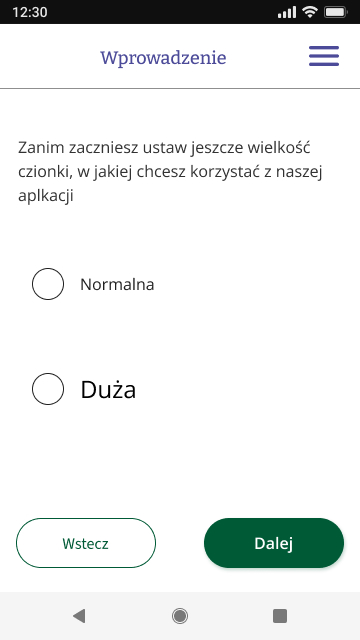 12:30
Wprowadzenie
Zanim zaczniesz ustaw jeszcze wielkość
czionki, w jakiej chcesz korzystać z naszej
aplkacji
Normalna
Duża
Wstecz
Dalej